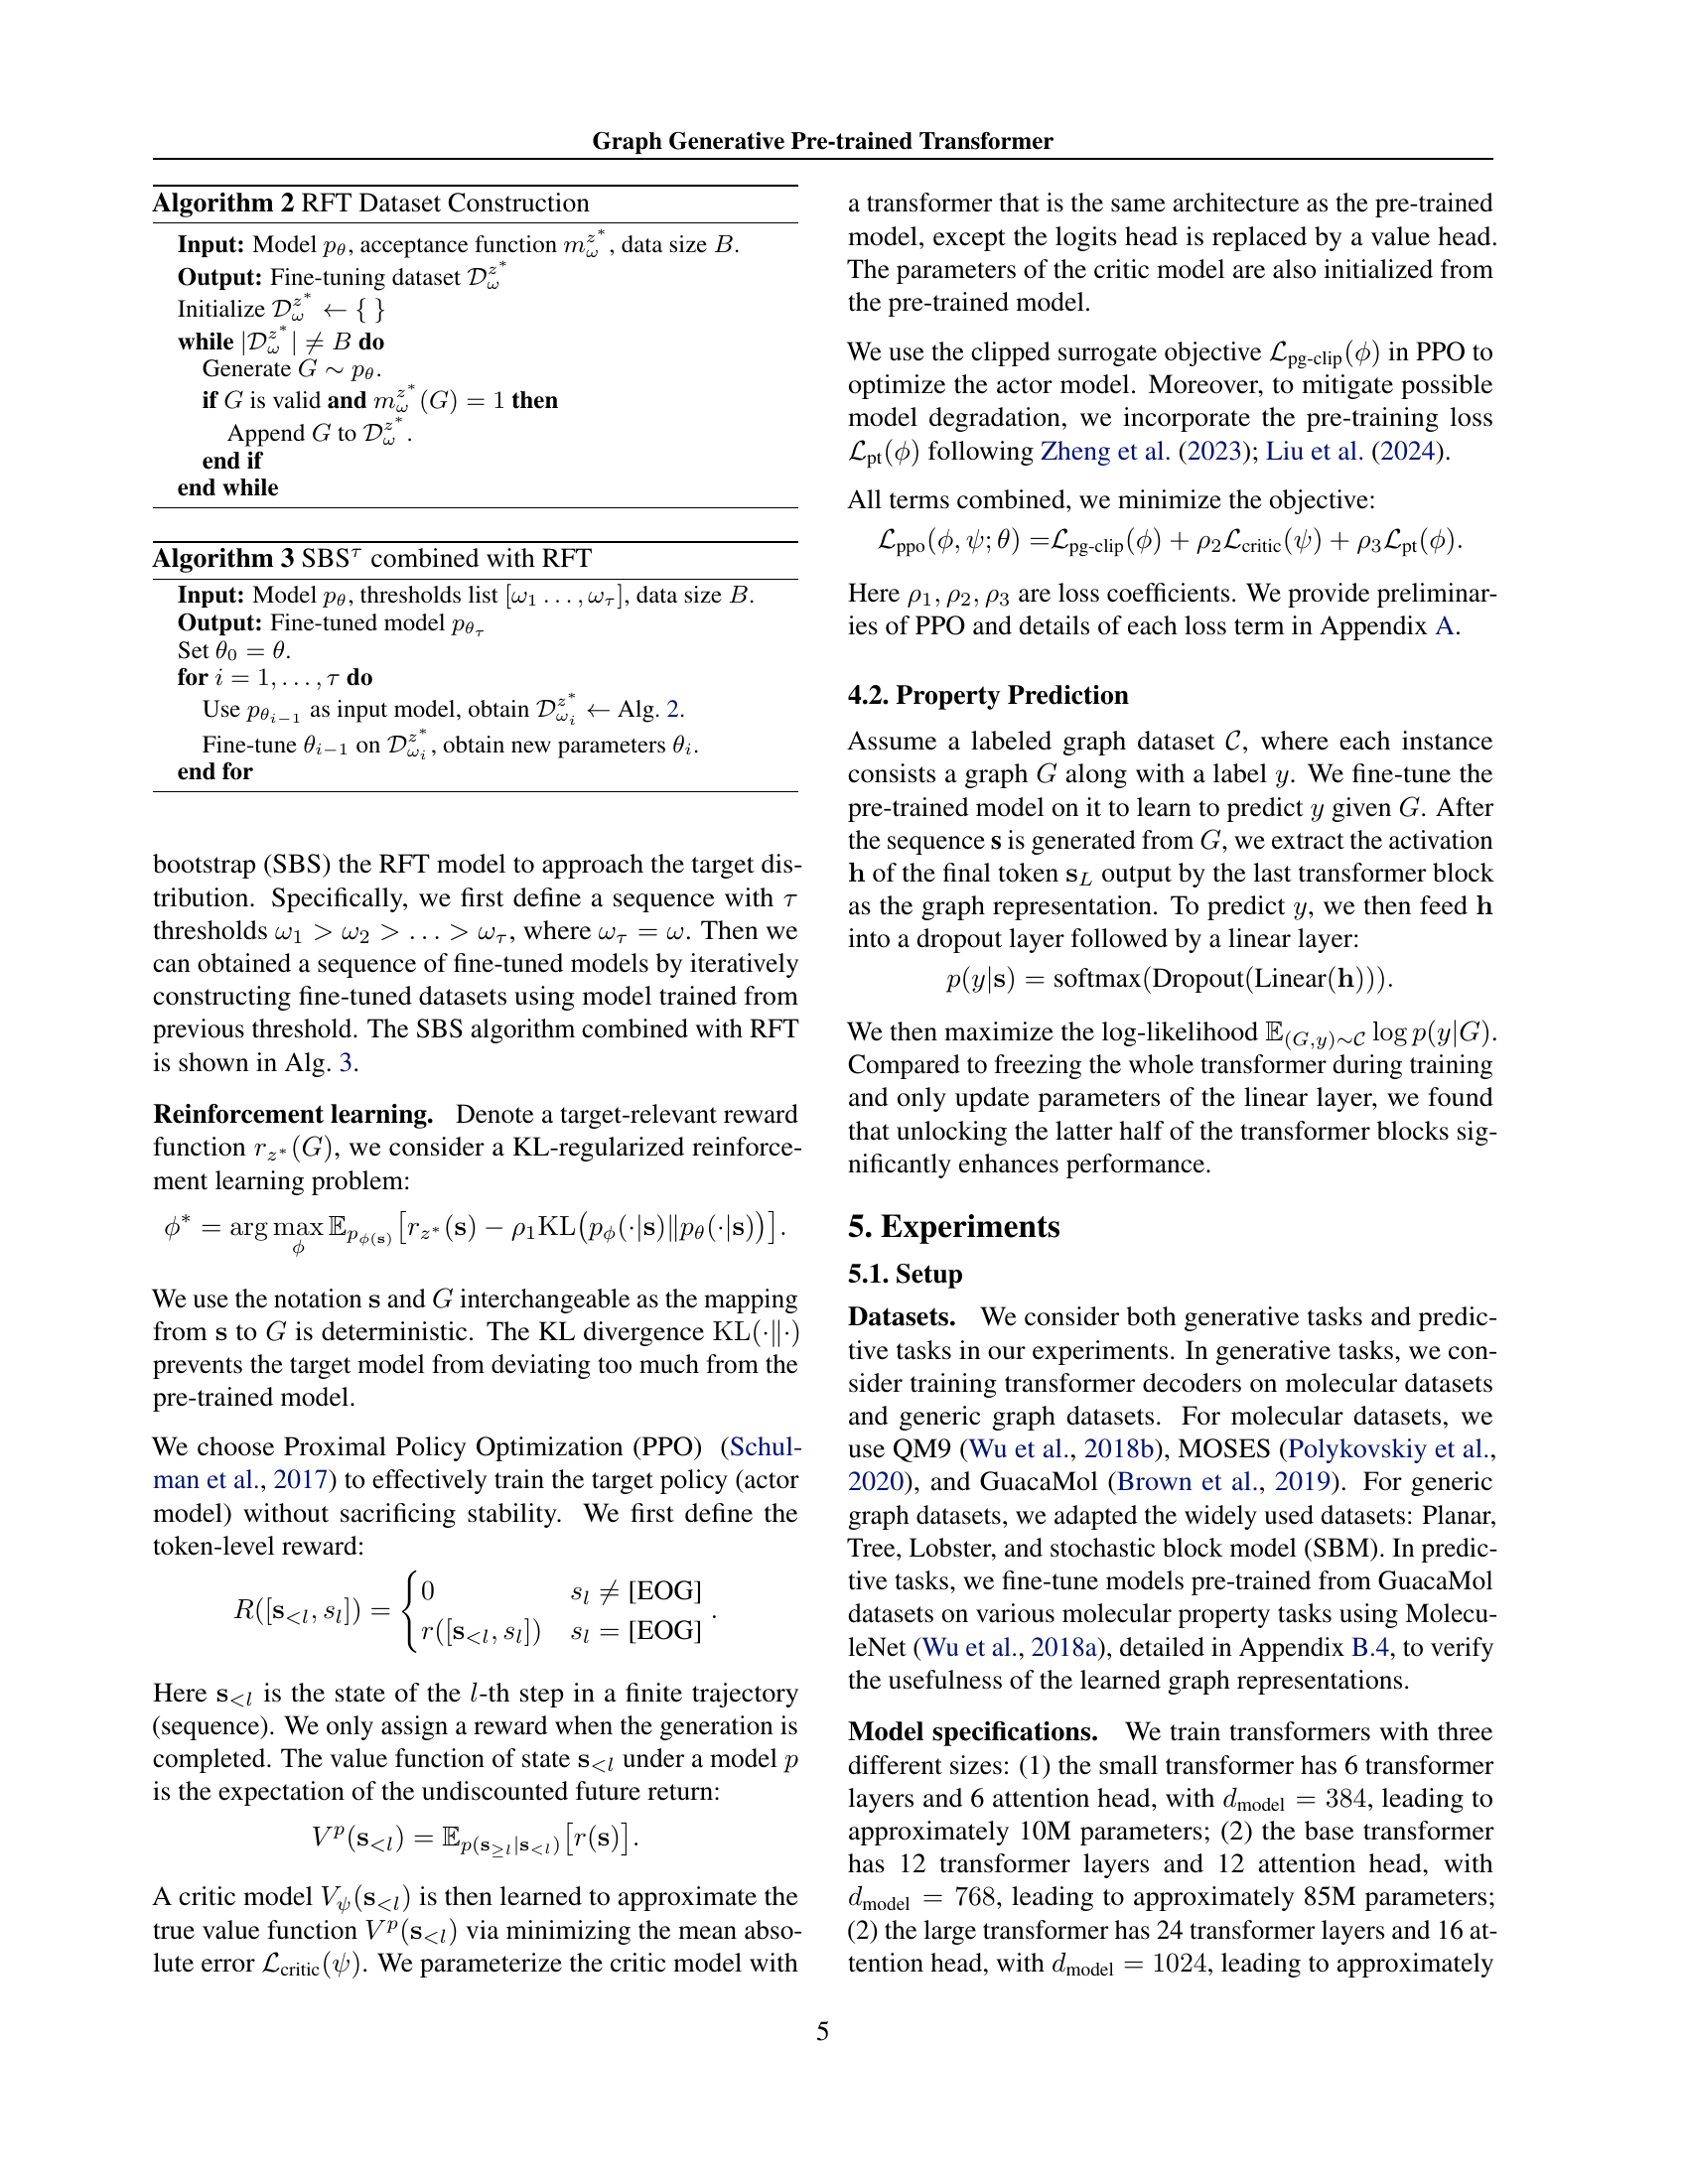 Graph Generative Pre-trained Transformer
Algorithm 2 RFT Dataset Construction
Input: Model $p_\theta$, acceptance function $m_\omega^{z^*}$, data size $B$.
Output: Fine-tuning dataset $\mathcal{D}_\omega^{z^*}$
Initialize $\mathcal{D}_\omega^{z^*} \leftarrow \{ \}$
while $|\mathcal{D}_\omega^{z^*}| \neq B$ do
Generate $G \sim p_\theta$.
if $G$ is valid and $m_\omega^{z^*}(G) = 1$ then
Append $G$ to $\mathcal{D}_\omega^{z^*}$.
end if
end while
Algorithm 3 SBS$^\tau$ combined with RFT
Input: Model $p_\theta$, thresholds list $[\omega_1 \ldots, \omega_\tau]$, data size $B$.
Output: Fine-tuned model $p_{\theta_\tau}$
Set $\theta_0 = \theta$.
for $i = 1, \ldots, \tau$ do
Use $p_{\theta_{i-1}}$ as input model, obtain $\mathcal{D}_{\omega_i}^{z^*} \leftarrow$ Alg. 2.
Fine-tune $\theta_{i-1}$ on $\mathcal{D}_{\omega_i}^{z^*}$, obtain new parameters $\theta_i$.
end for
bootstrap (SBS) the RFT model to approach the target dis-
tribution. Specifically, we first define a sequence with $\tau$
thresholds $\omega_1 > \omega_2 > \ldots > \omega_\tau$, where $\omega_\tau = \omega$. Then we
can obtained a sequence of fine-tuned models by iteratively
constructing fine-tuned datasets using model trained from
previous threshold. The SBS algorithm combined with RFT
is shown in Alg. 3.
Reinforcement learning. Denote a target-relevant reward
function $r_{z^*}(G)$, we consider a KL-regularized reinforce-
ment learning problem:
$\phi^* = \arg\max_\phi \mathbb{E}_{p_{\phi(\mathbf{s})}} [r_{z^*}(\mathbf{s}) - \rho_1 \mathrm{KL}(p_\phi(\cdot|\mathbf{s}) \| p_\theta(\cdot|\mathbf{s}))]$.
We use the notation $\mathbf{s}$ and $G$ interchangeable as the mapping
from $\mathbf{s}$ to $G$ is deterministic. The KL divergence $\mathrm{KL}(\cdot\|\cdot)$
prevents the target model from deviating too much from the
pre-trained model.
We choose Proximal Policy Optimization (PPO) (Schul-
man et al., 2017) to effectively train the target policy (actor
model) without sacrificing stability. We first define the
token-level reward:
$R([\mathbf{s}_{<l}, s_l]) = \begin{cases} 0 & s_l \neq \text{[EOG]} \\ r([\mathbf{s}_{<l}, s_l]) & s_l = \text{[EOG]} \end{cases}$.
Here $\mathbf{s}_{<l}$ is the state of the $l$-th step in a finite trajectory
(sequence). We only assign a reward when the generation is
completed. The value function of state $\mathbf{s}_{<l}$ under a model $p$
is the expectation of the undiscounted future return:
$V^p(\mathbf{s}_{<l}) = \mathbb{E}_{p(\mathbf{s}_{\geq l}|\mathbf{s}_{<l})} [r(\mathbf{s})]$.
A critic model $V_\psi(\mathbf{s}_{<l})$ is then learned to approximate the
true value function $V^p(\mathbf{s}_{<l})$ via minimizing the mean abso-
lute error $\mathcal{L}_{\text{critic}}(\psi)$. We parameterize the critic model with
a transformer that is the same architecture as the pre-trained
model, except the logits head is replaced by a value head.
The parameters of the critic model are also initialized from
the pre-trained model.
We use the clipped surrogate objective $\mathcal{L}_{\text{pg-clip}}(\phi)$ in PPO to
optimize the actor model. Moreover, to mitigate possible
model degradation, we incorporate the pre-training loss
$\mathcal{L}_{\text{pt}}(\phi)$ following Zheng et al. (2023); Liu et al. (2024).
All terms combined, we minimize the objective:
$\mathcal{L}_{\text{ppo}}(\phi, \psi; \theta) = \mathcal{L}_{\text{pg-clip}}(\phi) + \rho_2 \mathcal{L}_{\text{critic}}(\psi) + \rho_3 \mathcal{L}_{\text{pt}}(\phi)$.
Here $\rho_1, \rho_2, \rho_3$ are loss coefficients. We provide preliminar-
ies of PPO and details of each loss term in Appendix A.
4.2. Property Prediction
Assume a labeled graph dataset $\mathcal{C}$, where each instance
consists a graph $G$ along with a label $y$. We fine-tune the
pre-trained model on it to learn to predict $y$ given $G$. After
the sequence $\mathbf{s}$ is generated from $G$, we extract the activation
$\mathbf{h}$ of the final token $\mathbf{s}_L$ output by the last transformer block
as the graph representation. To predict $y$, we then feed $\mathbf{h}$
into a dropout layer followed by a linear layer:
$p(y|\mathbf{s}) = \text{softmax}(\text{Dropout}(\text{Linear}(\mathbf{h})))$.
We then maximize the log-likelihood $\mathbb{E}_{(G,y)\sim\mathcal{C}} \log p(y|G)$.
Compared to freezing the whole transformer during training
and only update parameters of the linear layer, we found
that unlocking the latter half of the transformer blocks sig-
nificantly enhances performance.
5. Experiments
5.1. Setup
Datasets. We consider both generative tasks and predic-
tive tasks in our experiments. In generative tasks, we con-
sider training transformer decoders on molecular datasets
and generic graph datasets. For molecular datasets, we
use QM9 (Wu et al., 2018b), MOSES (Polykovskiy et al.,
2020), and GuacaMol (Brown et al., 2019). For generic
graph datasets, we adapted the widely used datasets: Planar,
Tree, Lobster, and stochastic block model (SBM). In predic-
tive tasks, we fine-tune models pre-trained from GuacaMol
datasets on various molecular property tasks using Molecu-
leNet (Wu et al., 2018a), detailed in Appendix B.4, to verify
the usefulness of the learned graph representations.
Model specifications. We train transformers with three
different sizes: (1) the small transformer has 6 transformer
layers and 6 attention head, with $d_{\text{model}} = 384$, leading to
approximately 10M parameters; (2) the base transformer
has 12 transformer layers and 12 attention head, with
$d_{\text{model}} = 768$, leading to approximately 85M parameters;
(2) the large transformer has 24 transformer layers and 16 at-
tention head, with $d_{\text{model}} = 1024$, leading to approximately
5